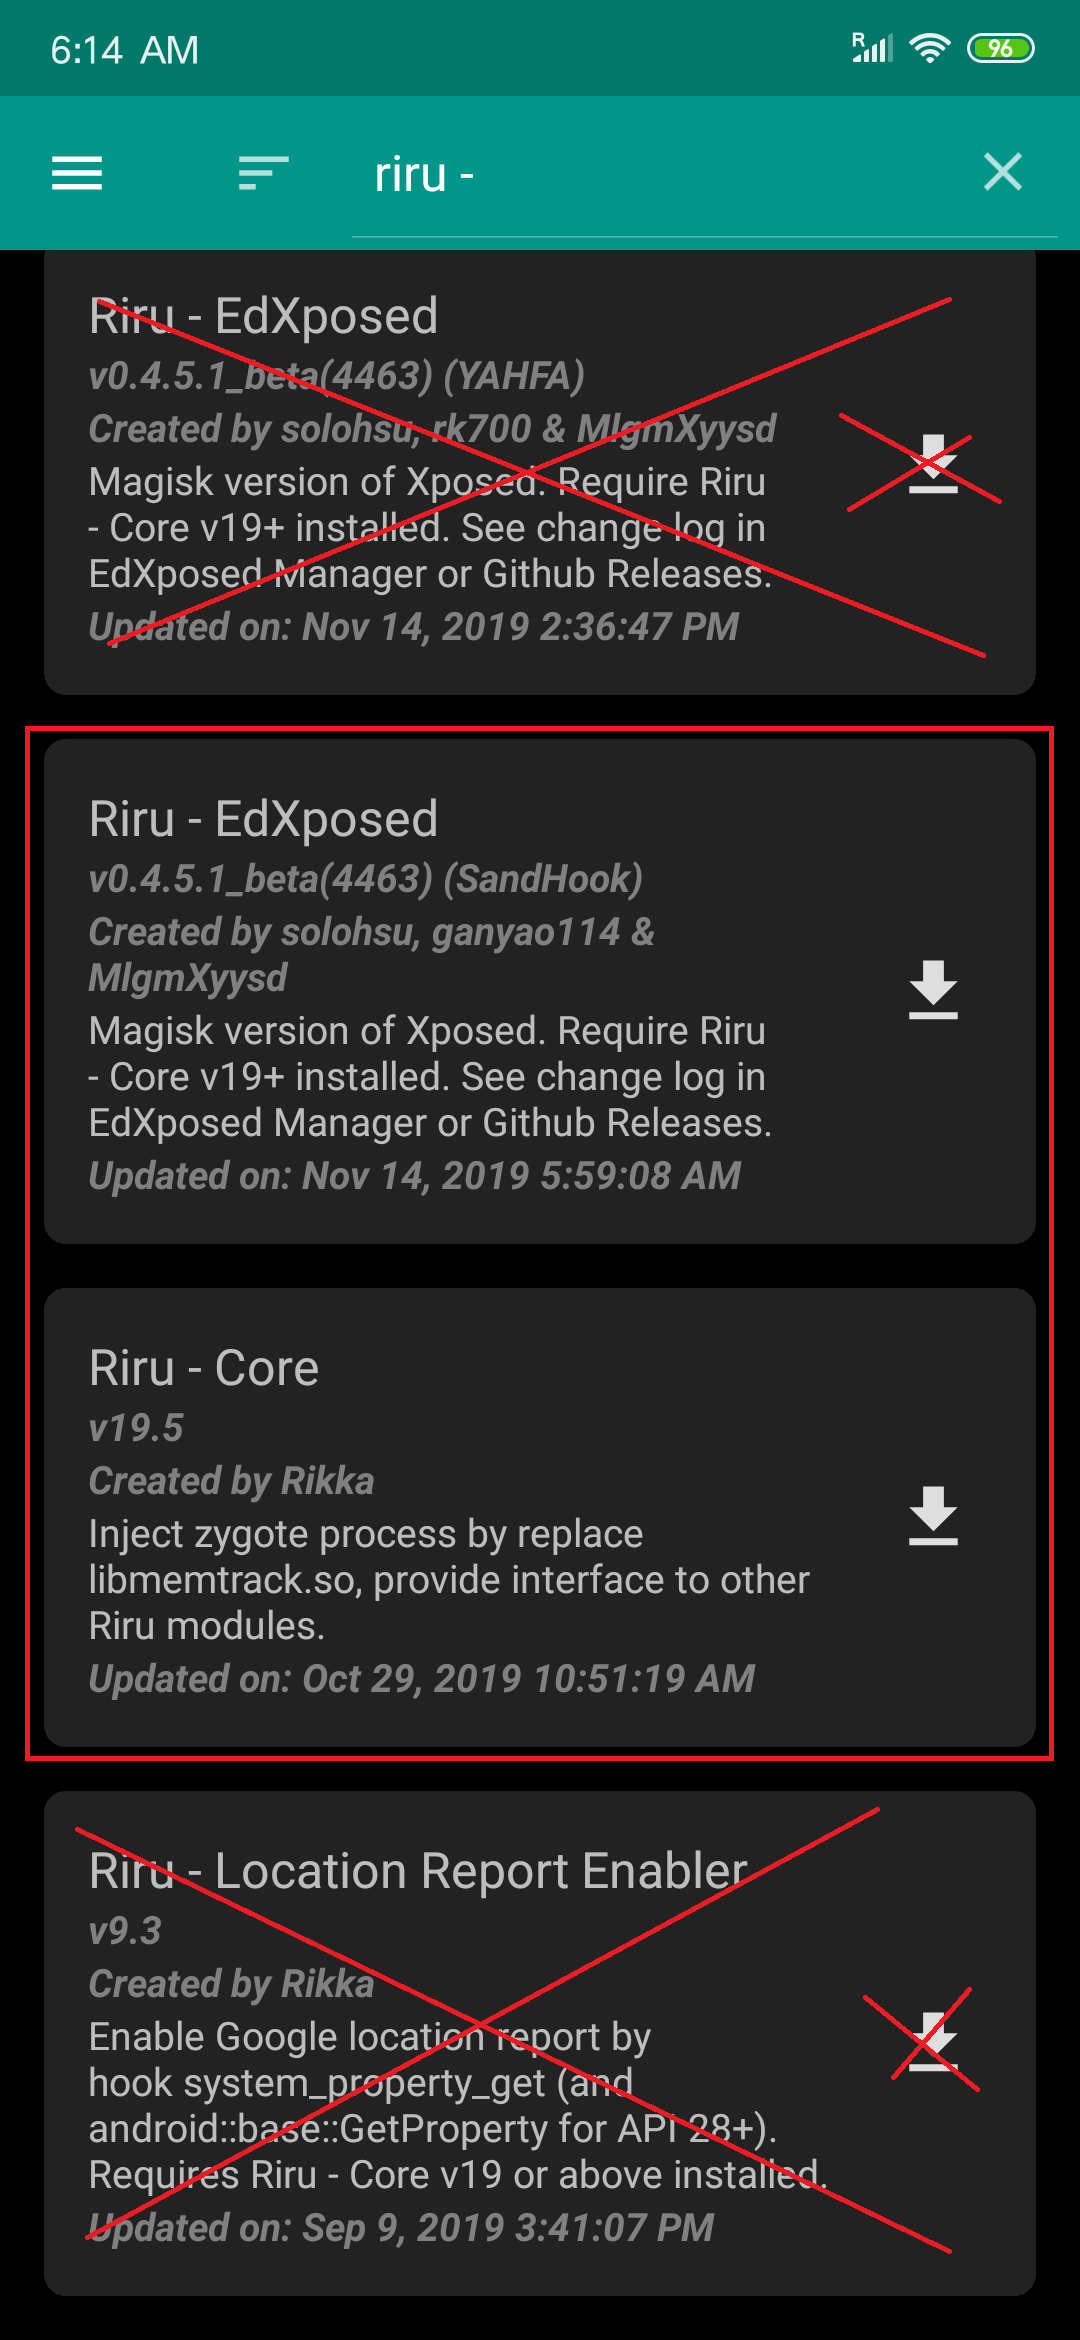 6:14 AM
R
96
riru -
Riru - EdXposed
v0.4.5.1_beta(4463) (YAHFA)
Created by solohsu, rk700 & MlgmXyysd
Magisk version of Xposed. Require Riru
- Core v19+ installed. See change log in
EdXposed Manager or Github Releases.
Updated on: Nov 14, 2019 2:36:47 PM
Riru - EdXposed
v0.4.5.1_beta(4463) (SandHook)
Created by solohsu, ganyao114 &
MlgmXyysd
Magisk version of Xposed. Require Riru
- Core v19+ installed. See change log in
EdXposed Manager or Github Releases.
Updated on: Nov 14, 2019 5:59:08 AM
Riru - Core
v19.5
Created by Rikka
Inject zygote process by replace
libmemtrack.so, provide interface to other
Riru modules.
Updated on: Oct 29, 2019 10:51:19 AM
Riru - Location Report Enabler
v9.3
Created by Rikka
Enable Google location report by
hook system_property_get (and
android::base::GetProperty for API 28+).
Requires Riru - Core v19 or above installed.
Updated on: Sep 9, 2019 3:41:07 PM